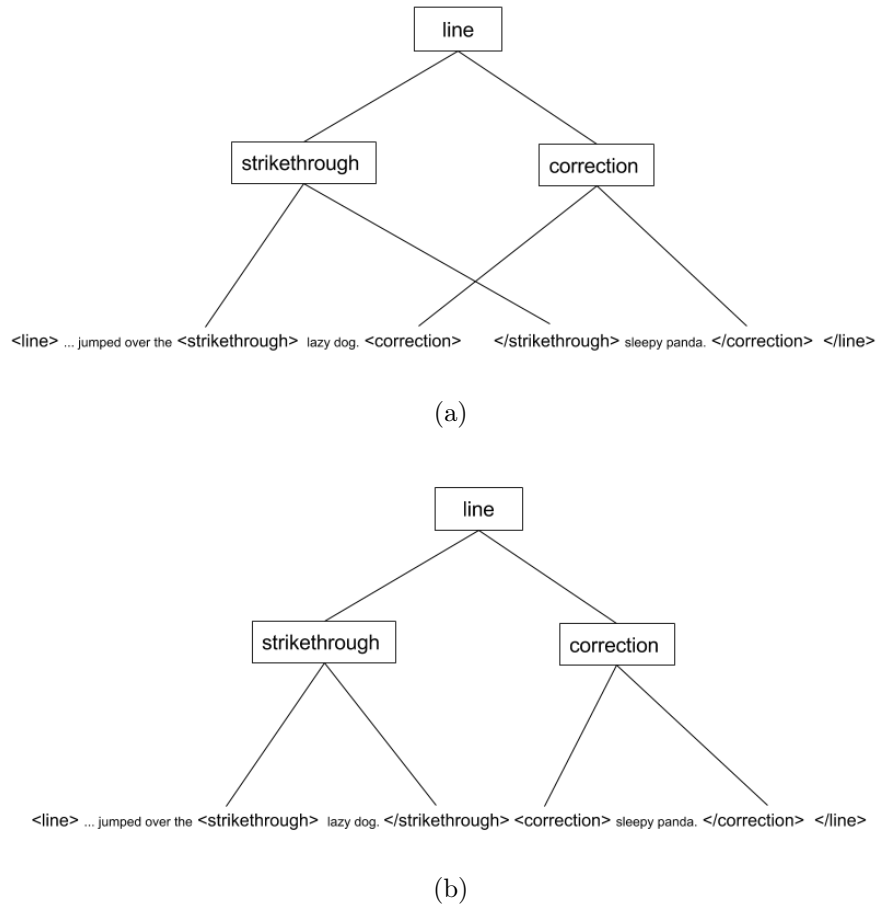 line
strikethrough correction
<line> ... jumped over the <strikethrough> lazy dog. <correction> </strikethrough> sleepy panda. </correction> </line>
(a)
line
strikethrough correction
<line> ... jumped over the <strikethrough> lazy dog. </strikethrough> <correction> sleepy panda. </correction> </line>
(b)